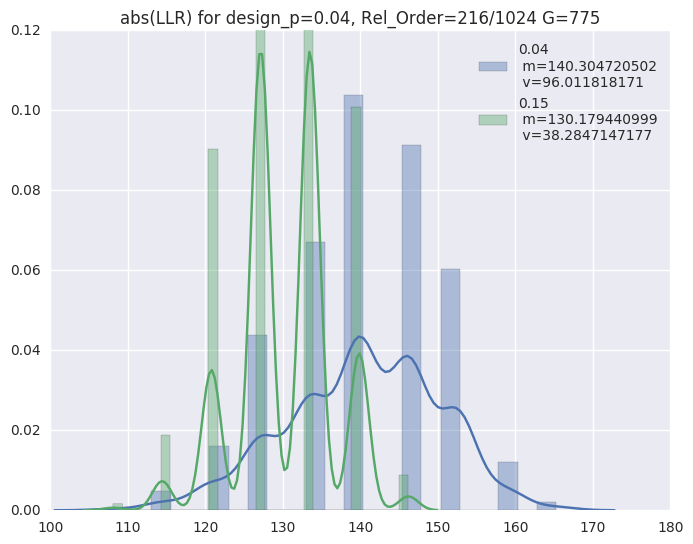 abs(LLR) for design_p=0.04, Rel_Order=216/1024 G=775
0.12
0.10
0.08
0.06
0.04
0.02
0.00
0.04
m=140.304720502
v=96.011818171
0.15
m=130.179440999
v=38.2847147177
100 110 120 130 140 150 160 170 180